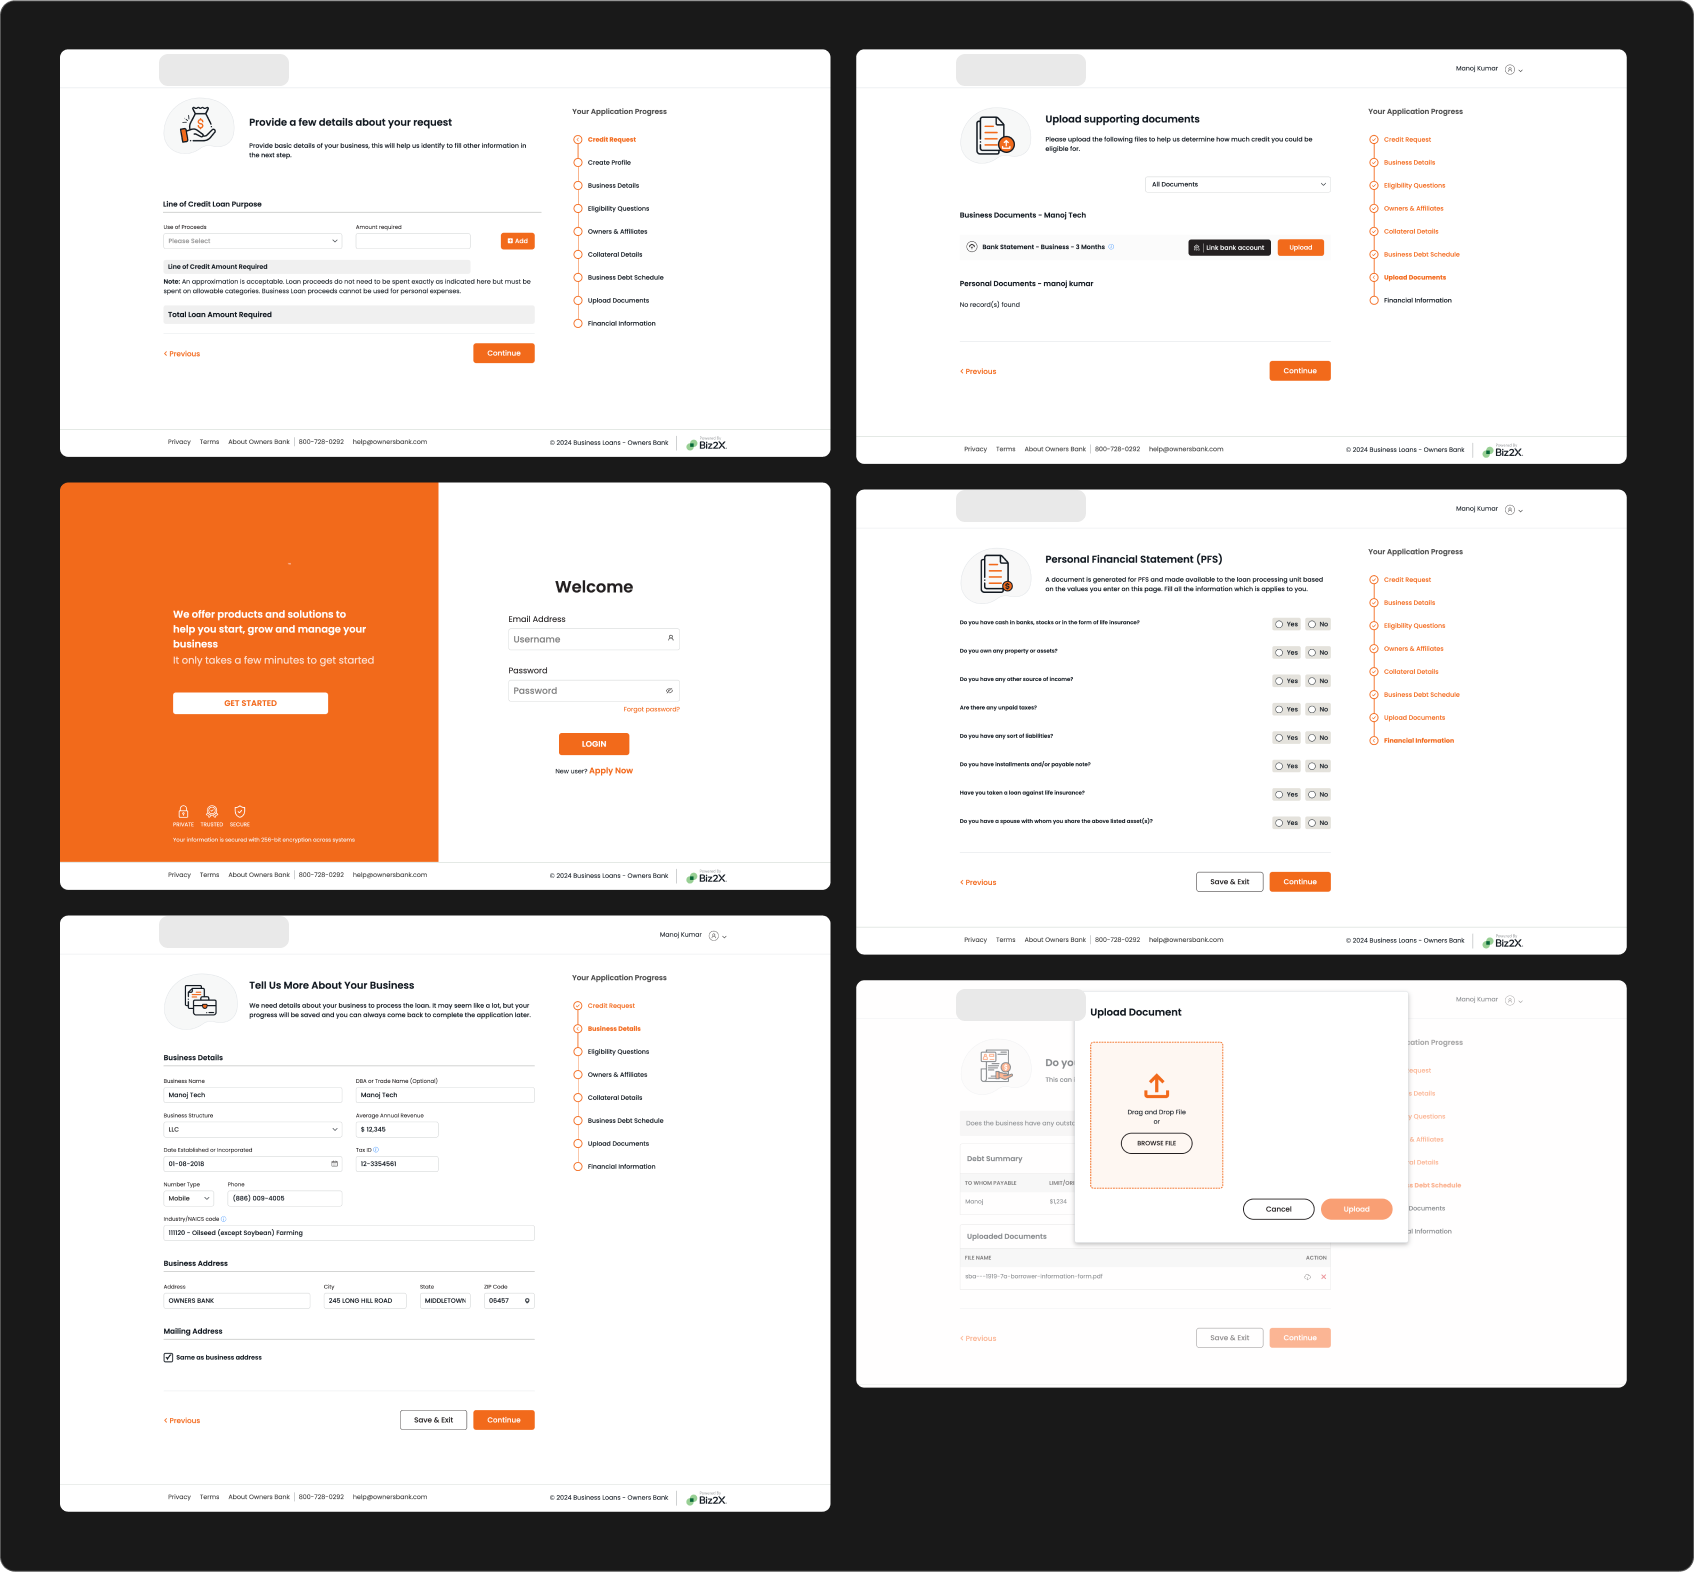 Provide a few details about your request
Provide basic details of your business, this will help us identify to fill other information in
the next step.
Line of Credit Loan Purpose
Use of Proceeds
Amount required
Please Select
Add
Line of Credit Amount Required
Note: An approximation is acceptable. Loan proceeds do not need to be spent exactly as indicated here but must be
spent on allowable categories. Business Loan proceeds cannot be used for personal expenses.
Total Loan Amount Required
< Previous
Continue
Your Application Progress
Credit Request
Create Profile
Business Details
Eligibility Questions
Owners & Affiliates
Collateral Details
Business Debt Schedule
Upload Documents
Financial Information
Privacy Terms About Owners Bank | 800-728-0292 help@ownersbank.com
© 2024 Business Loans - Owners Bank
Powered By
Biz2X
We offer products and solutions to
help you start, grow and manage your
business
It only takes a few minutes to get started
GET STARTED
PRIVATE TRUSTED SECURE
Your information is secured with 256-bit encryption across systems
Welcome
Email Address
Username
Password
Password
Forgot password?
LOGIN
New user? Apply Now
Privacy Terms About Owners Bank | 800-728-0292 help@ownersbank.com
© 2024 Business Loans - Owners Bank
Powered By
Biz2X
Manoj Kumar
Tell Us More About Your Business
We need details about your business to process the loan. It may seem like a lot, but your
progress will be saved and you can always come back to complete the application later.
Business Details
Business Name
DBA or Trade Name (Optional)
Manoj Tech
Manoj Tech
Business Structure
Average Annual Revenue
LLC
$ 12,345
Date Established or Incorporated
Tax ID
01-08-2018
12-3354561
Number Type
Phone
Mobile
(886) 009-4005
Industry/NAICS code
111120 - Oilseed (except Soybean) Farming
Business Address
Address
City
State
ZIP Code
OWNERS BANK
245 LONG HILL ROAD
MIDDLETOWN
06457
Mailing Address
Same as business address
< Previous
Save & Exit
Continue
Your Application Progress
Credit Request
Business Details
Eligibility Questions
Owners & Affiliates
Collateral Details
Business Debt Schedule
Upload Documents
Financial Information
Privacy Terms About Owners Bank | 800-728-0292 help@ownersbank.com
© 2024 Business Loans - Owners Bank
Powered By
Biz2X
Manoj Kumar
Upload supporting documents
Please upload the following files to help us determine how much credit you could be
eligible for.
All Documents
Business Documents - Manoj Tech
Bank Statement - Business - 3 Months
Link bank account
Upload
Personal Documents - manoj kumar
No record(s) found
< Previous
Continue
Your Application Progress
Credit Request
Business Details
Eligibility Questions
Owners & Affiliates
Collateral Details
Business Debt Schedule
Upload Documents
Financial Information
Privacy Terms About Owners Bank | 800-728-0292 help@ownersbank.com
© 2024 Business Loans - Owners Bank
Powered By
Biz2X
Manoj Kumar
Personal Financial Statement (PFS)
A document is generated for PFS and made available to the loan processing unit based
on the values you enter on this page. Fill all the information which is applies to you.
Do you have cash in banks, stocks or in the form of life insurance? Yes No
Do you own any property or assets? Yes No
Do you have any other source of income? Yes No
Are there any unpaid taxes? Yes No
Do you have any sort of liabilities? Yes No
Do you have installments and/or payable note? Yes No
Have you taken a loan against life insurance? Yes No
Do you have a spouse with whom you share the above listed asset(s)? Yes No
< Previous
Save & Exit
Continue
Your Application Progress
Credit Request
Business Details
Eligibility Questions
Owners & Affiliates
Collateral Details
Business Debt Schedule
Upload Documents
Financial Information
Privacy Terms About Owners Bank | 800-728-0292 help@ownersbank.com
© 2024 Business Loans - Owners Bank
Powered By
Biz2X
Manoj Kumar
Upload Document
Drag and Drop File
or
BROWSE FILE
Cancel
Upload
Do you
This can
Does the business have any outsta
Debt Summary
TO WHOM PAYABLE
LIMIT/ORI
Manoj
$1,234
Uploaded Documents
FILE NAME
ACTION
sba---1919-7a-borrower-information-form.pdf
< Previous
Save & Exit
Continue
cation Progress
equest
s Details
y Questions
& Affiliates
al Details
s Debt Schedule
Documents
al Information